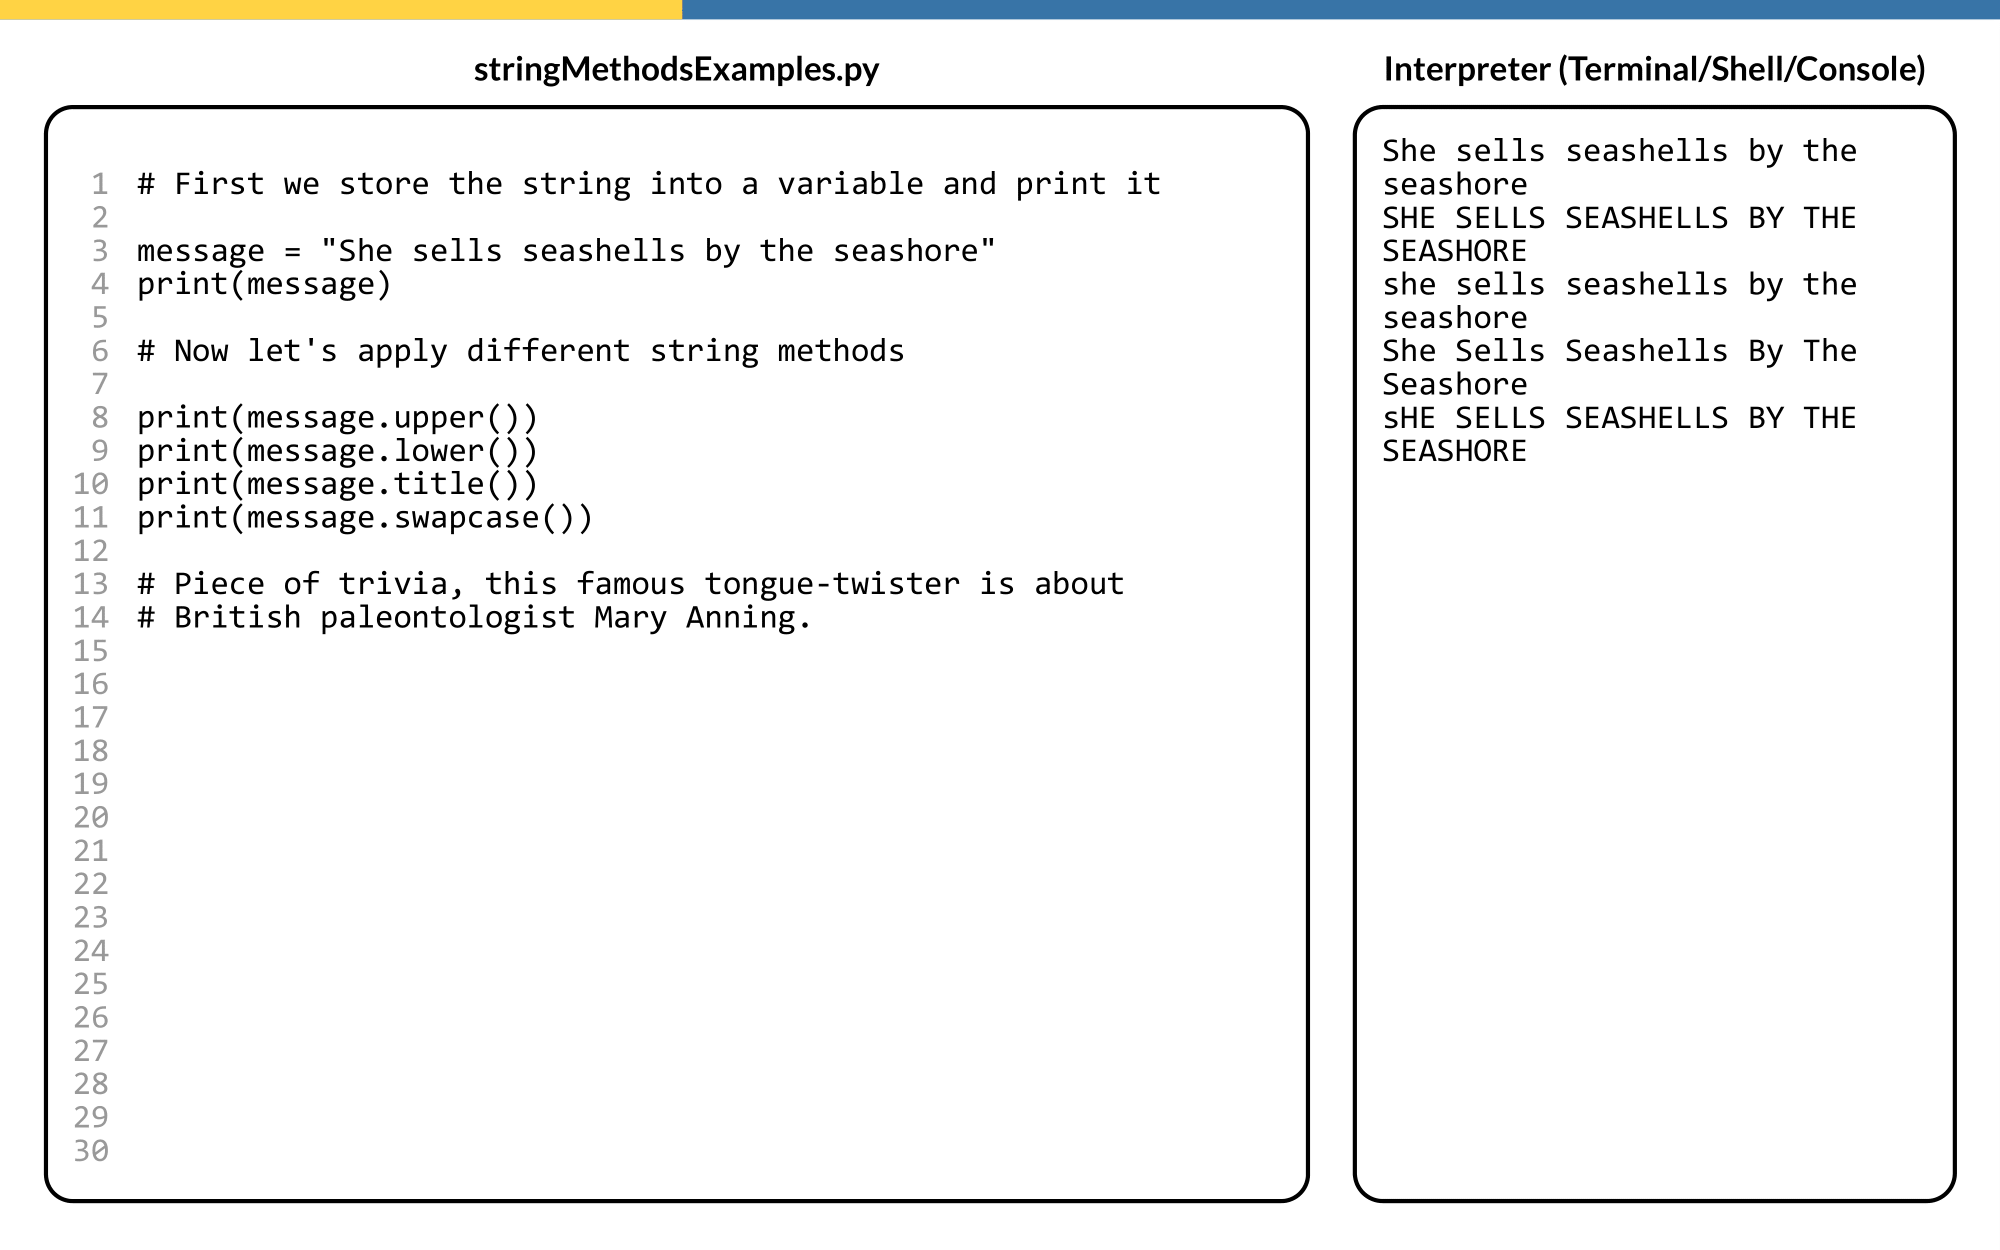 stringMethodsExamples.py
1 # First we store the string into a variable and print it
2
3 message = "She sells seashells by the seashore"
4 print(message)
5
6 # Now let's apply different string methods
7
8 print(message.upper())
9 print(message.lower())
10 print(message.title())
11 print(message.swapcase())
12
13 # Piece of trivia, this famous tongue-twister is about
14 # British paleontologist Mary Anning.
15
16
17
18
19
20
21
22
23
24
25
26
27
28
29
30
Interpreter (Terminal/Shell/Console)
She sells seashells by the
seashore
SHE SELLS SEASHELLS BY THE
SEASHORE
she sells seashells by the
seashore
She Sells Seashells By The
Seashore
sHE SELLS SEASHELLS BY THE
SEASHORE